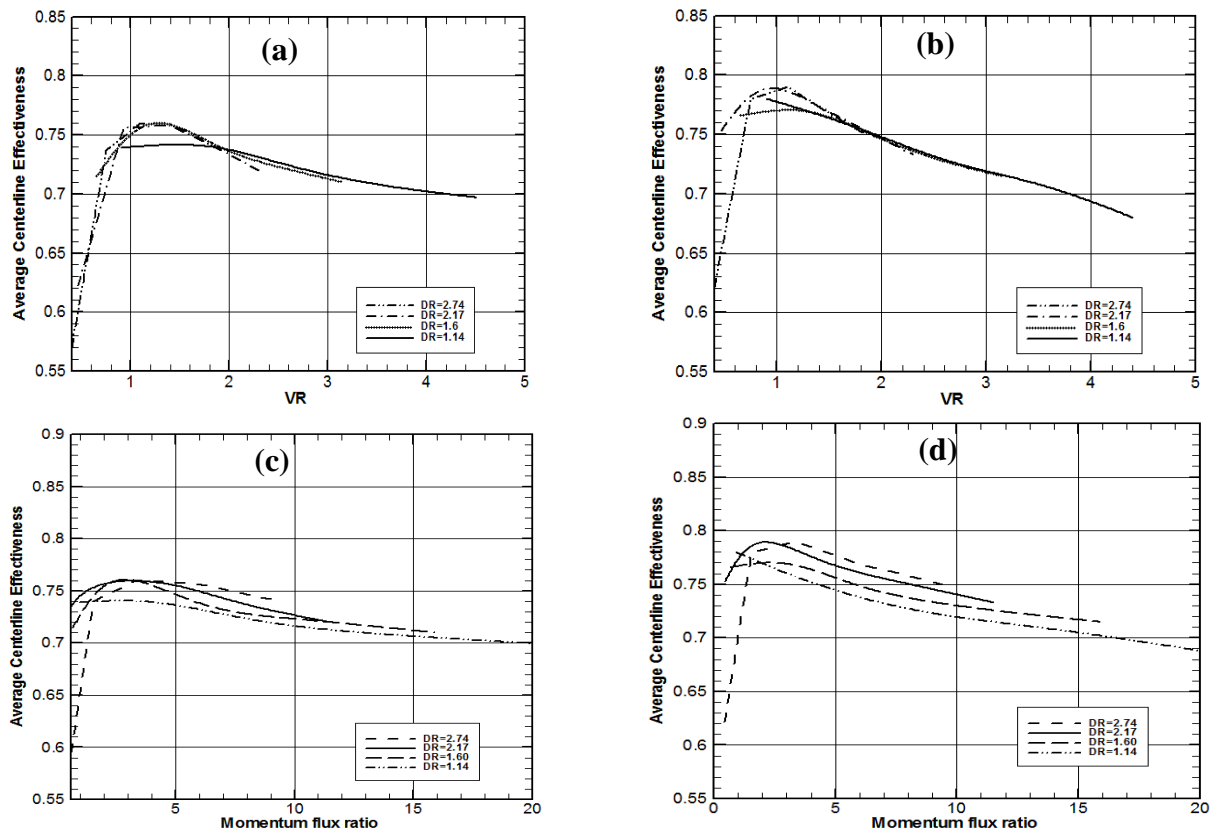 (a)
Average Centerline Effectiveness
0.85
0.8
0.75
0.7
0.65
0.6
0.55
1
2
3
4
5
VR
DR=2.74
DR=2.17
DR=1.6
DR=1.14
(b)
Average Centerline Effectiveness
0.85
0.8
0.75
0.7
0.65
0.6
0.55
1
2
3
4
5
VR
DR=2.74
DR=2.17
DR=1.6
DR=1.14
(c)
Average Centerline Effectiveness
0.9
0.85
0.8
0.75
0.7
0.65
0.6
0.55
5
10
15
20
Momentum flux ratio
DR=2.74
DR=2.17
DR=1.60
DR=1.14
(d)
Average Centerline Effectiveness
0.9
0.85
0.8
0.75
0.7
0.65
0.6
0.55
0
5
10
15
20
Momentum flux ratio
DR=2.74
DR=2.17
DR=1.60
DR=1.14